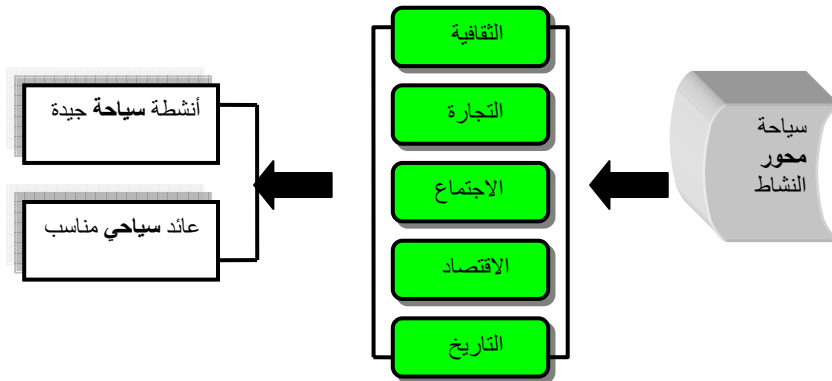 سياحة
محور
النشاط
الثقافية
التجارة
الاجتماع
الاقتصاد
التاريخ
أنشطة سياحة جيدة
عائد سياحي مناسب